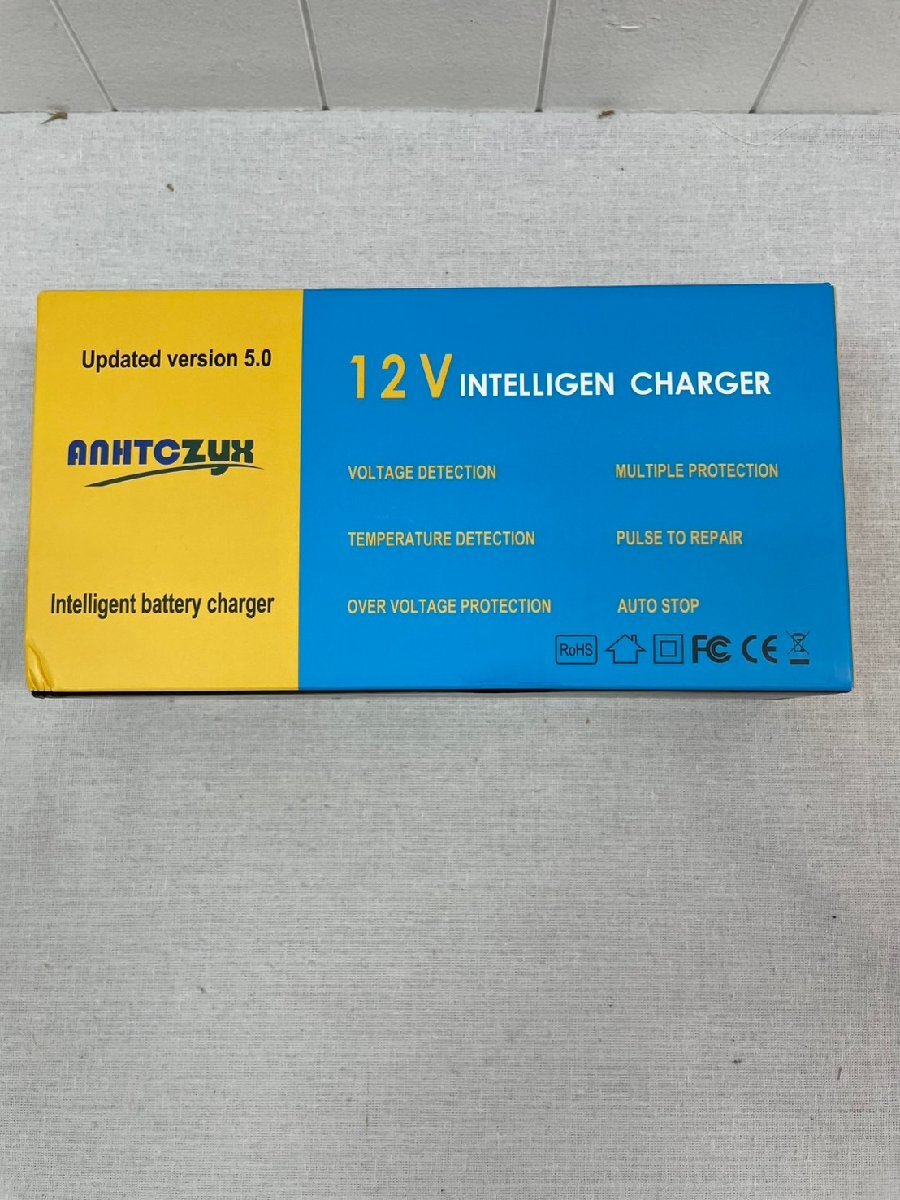 Updated version 5.0
ANHTCZYX
Intelligent battery charger
12V INTELLIGEN CHARGER
VOLTAGE DETECTION
MULTIPLE PROTECTION
TEMPERATURE DETECTION
PULSE TO REPAIR
OVER VOLTAGE PROTECTION
AUTO STOP
RoHS
FC CE